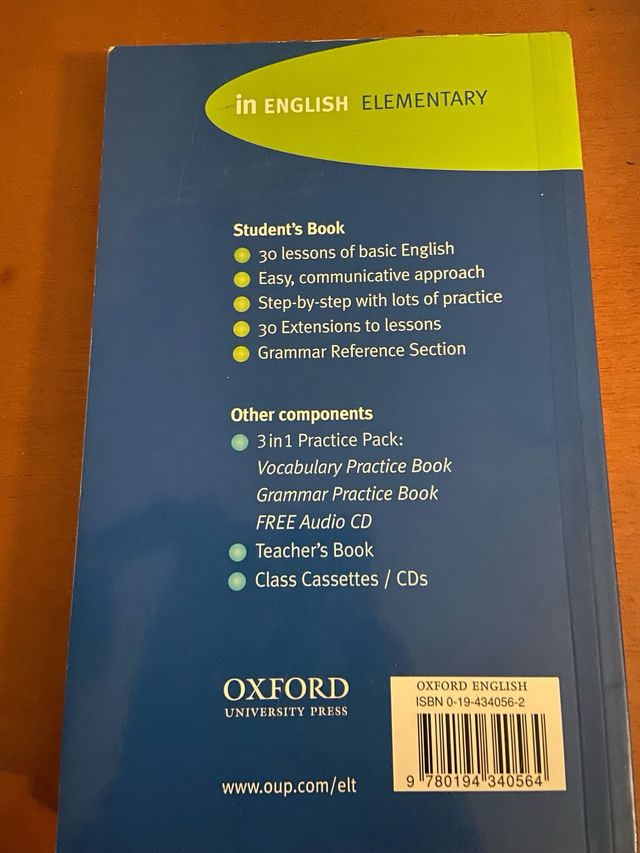 in ENGLISH ELEMENTARY
Student's Book
30 lessons of basic English
Easy, communicative approach
Step-by-step with lots of practice
30 Extensions to lessons
Grammar Reference Section
Other components
3in1 Practice Pack:
Vocabulary Practice Book
Grammar Practice Book
FREE Audio CD
Teacher's Book
Class Cassettes / CDs
OXFORD
UNIVERSITY PRESS
www.oup.com/elt
OXFORD ENGLISH
ISBN 0-19-434056-2
9 780194 340564